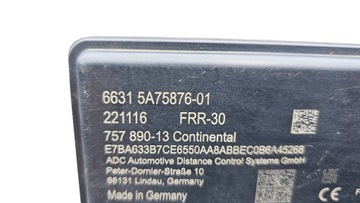 6631 5A75876-01
221116 FRR-30
757 890-13 Continental
E7BA633B7CE6550AA8ABBEC0B6A45268
ADC Automotive Distance Control Systems GmbH
Peter-Dornier-Straße 10
88131 Lindau, Germany
Made in Germany